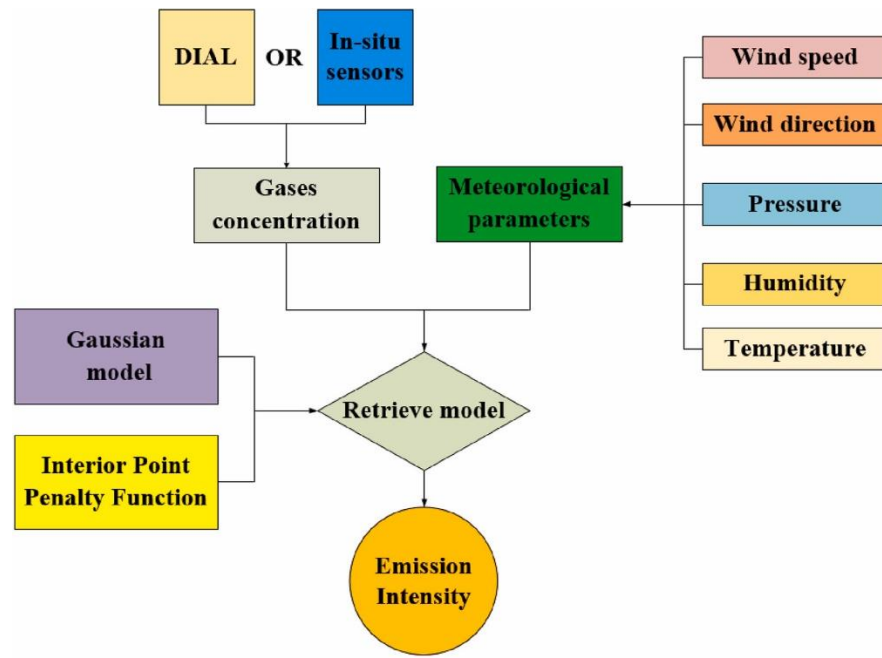 DIAL
OR
In-situ
sensors
Wind speed
Wind direction
Gases
concentration
Meteorological
parameters
Pressure
Humidity
Temperature
Gaussian
model
Retrieve model
Interior Point
Penalty Function
Emission
Intensity